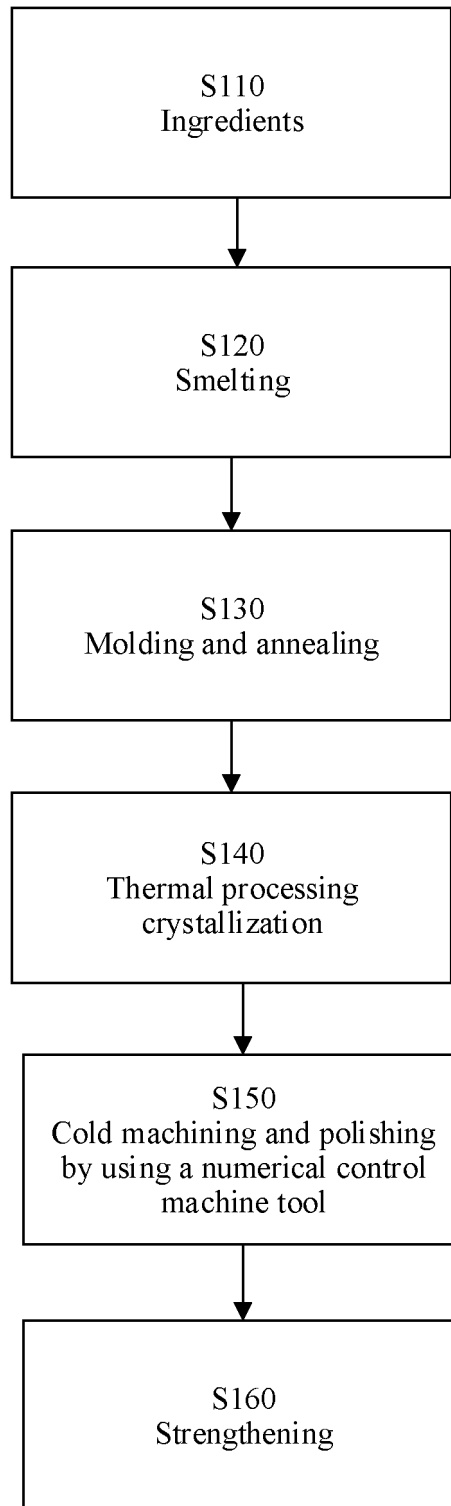 S110
Ingredients
S120
Smelting
S130
Molding and annealing
S140
Thermal processing
crystallization
S150
Cold machining and polishing
by using a numerical control
machine tool
S160
Strengthening